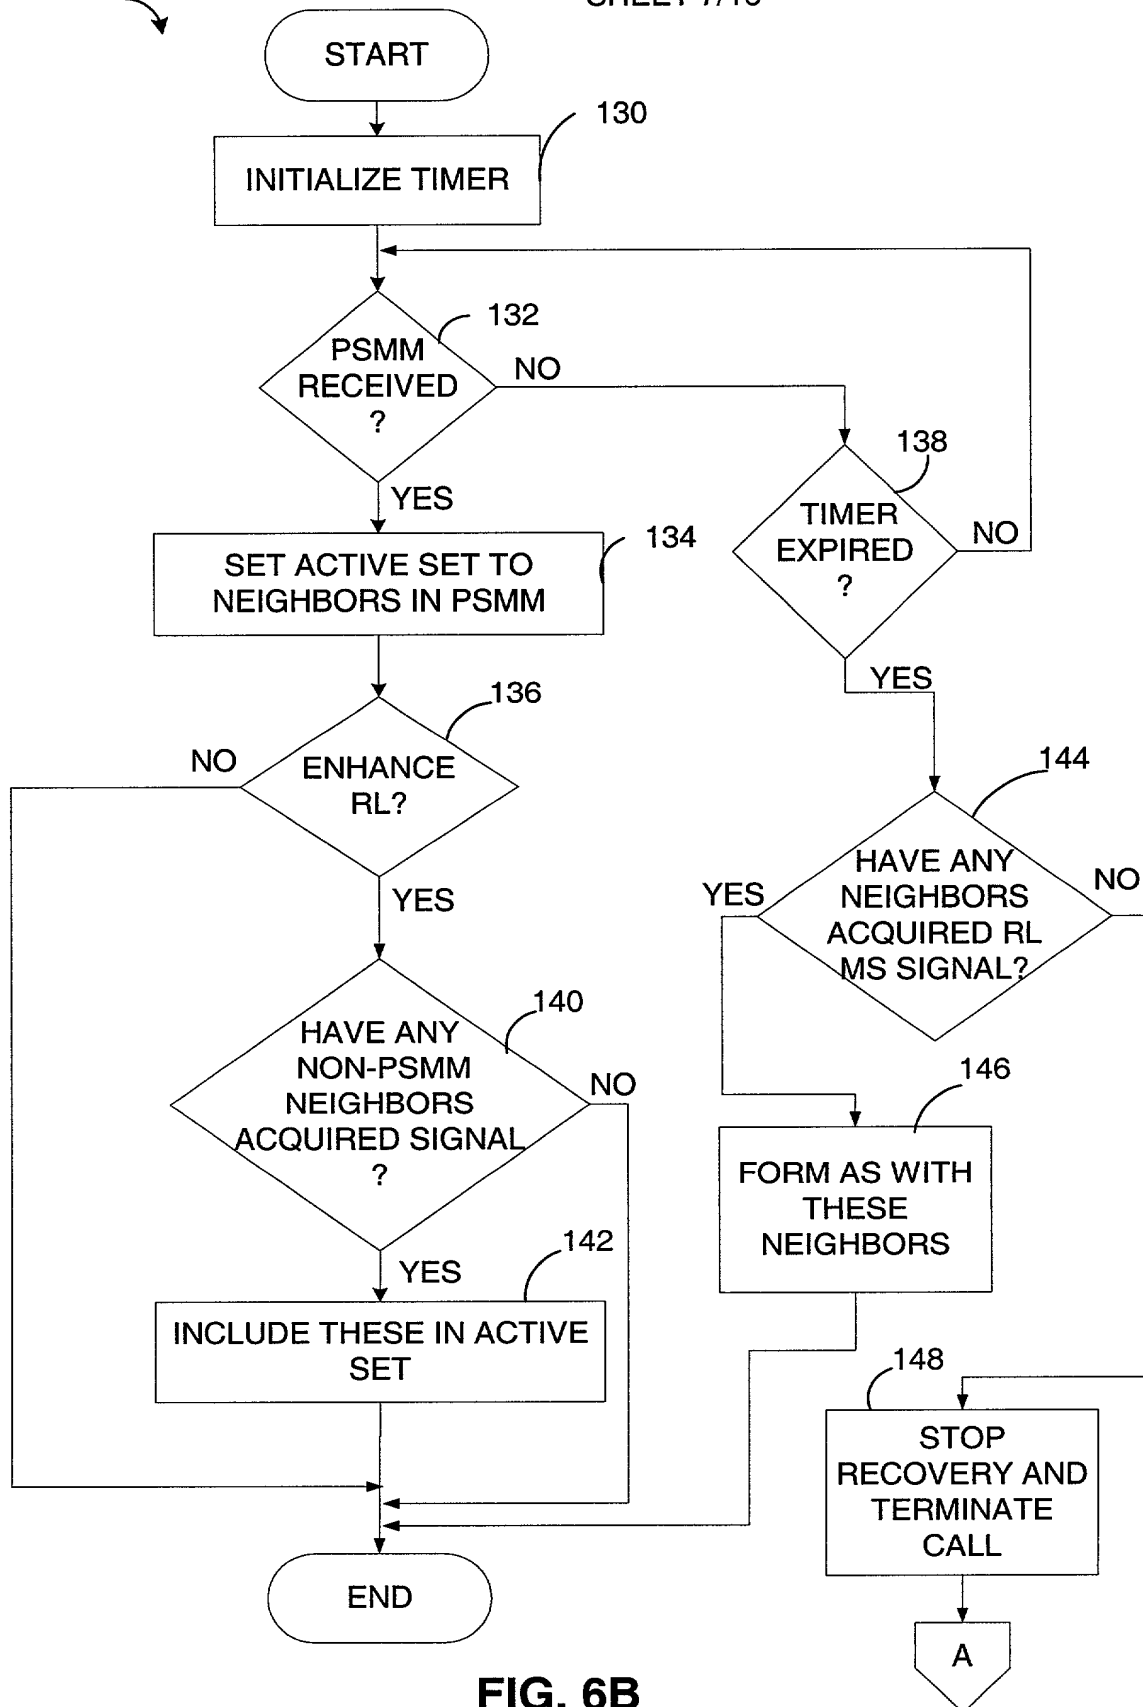 SHEET 7/10
START
130
INITIALIZE TIMER
132
PSMM
RECEIVED
?
NO
138
TIMER
EXPIRED
?
NO
YES
134
SET ACTIVE SET TO
NEIGHBORS IN PSMM
YES
136
NO
ENHANCE
RL?
144
HAVE ANY
NEIGHBORS
ACQUIRED RL
MS SIGNAL?
YES
NO
YES
140
HAVE ANY
NON-PSMM
NEIGHBORS
ACQUIRED SIGNAL
?
NO
146
FORM AS WITH
THESE
NEIGHBORS
YES
142
INCLUDE THESE IN ACTIVE
SET
148
STOP
RECOVERY AND
TERMINATE
CALL
END
A
FIG. 6B